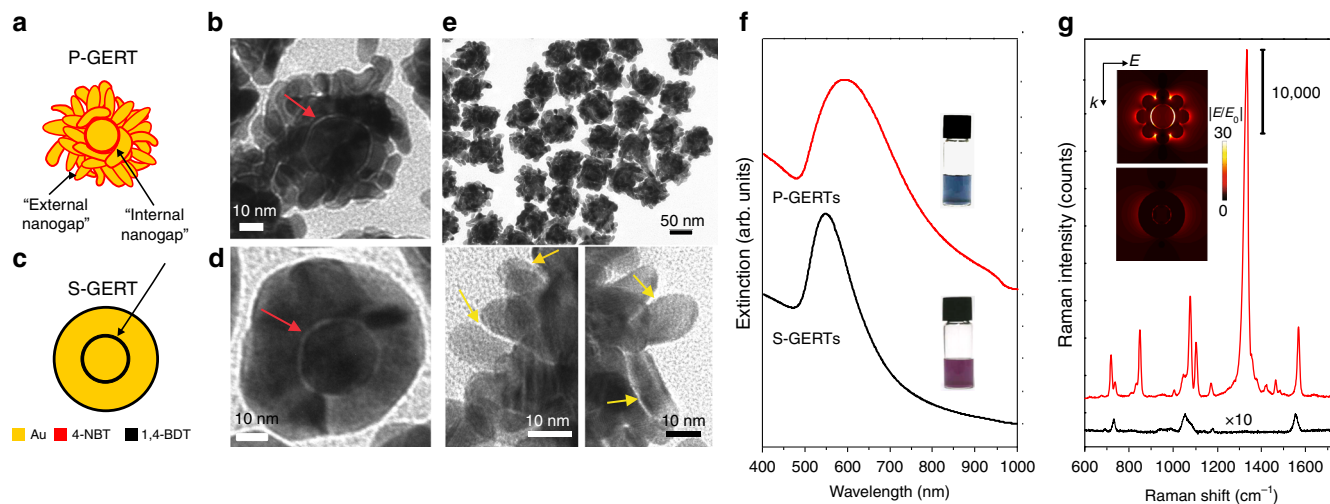 a
P-GERT
“External
nanogap”
“Internal
nanogap”
b
10 nm
c
S-GERT
Au
4-NBT
1,4-BDT
d
10 nm
e
50 nm
10 nm
10 nm
f
Extinction (arb. units)
P-GERTs
S-GERTs
400 500 600 700 800 900 1000
Wavelength (nm)
g
Raman intensity (counts)
E
k
|E/E0|
30
0
10,000
×10
600 800 1000 1200 1400 1600
Raman shift (cm−1)